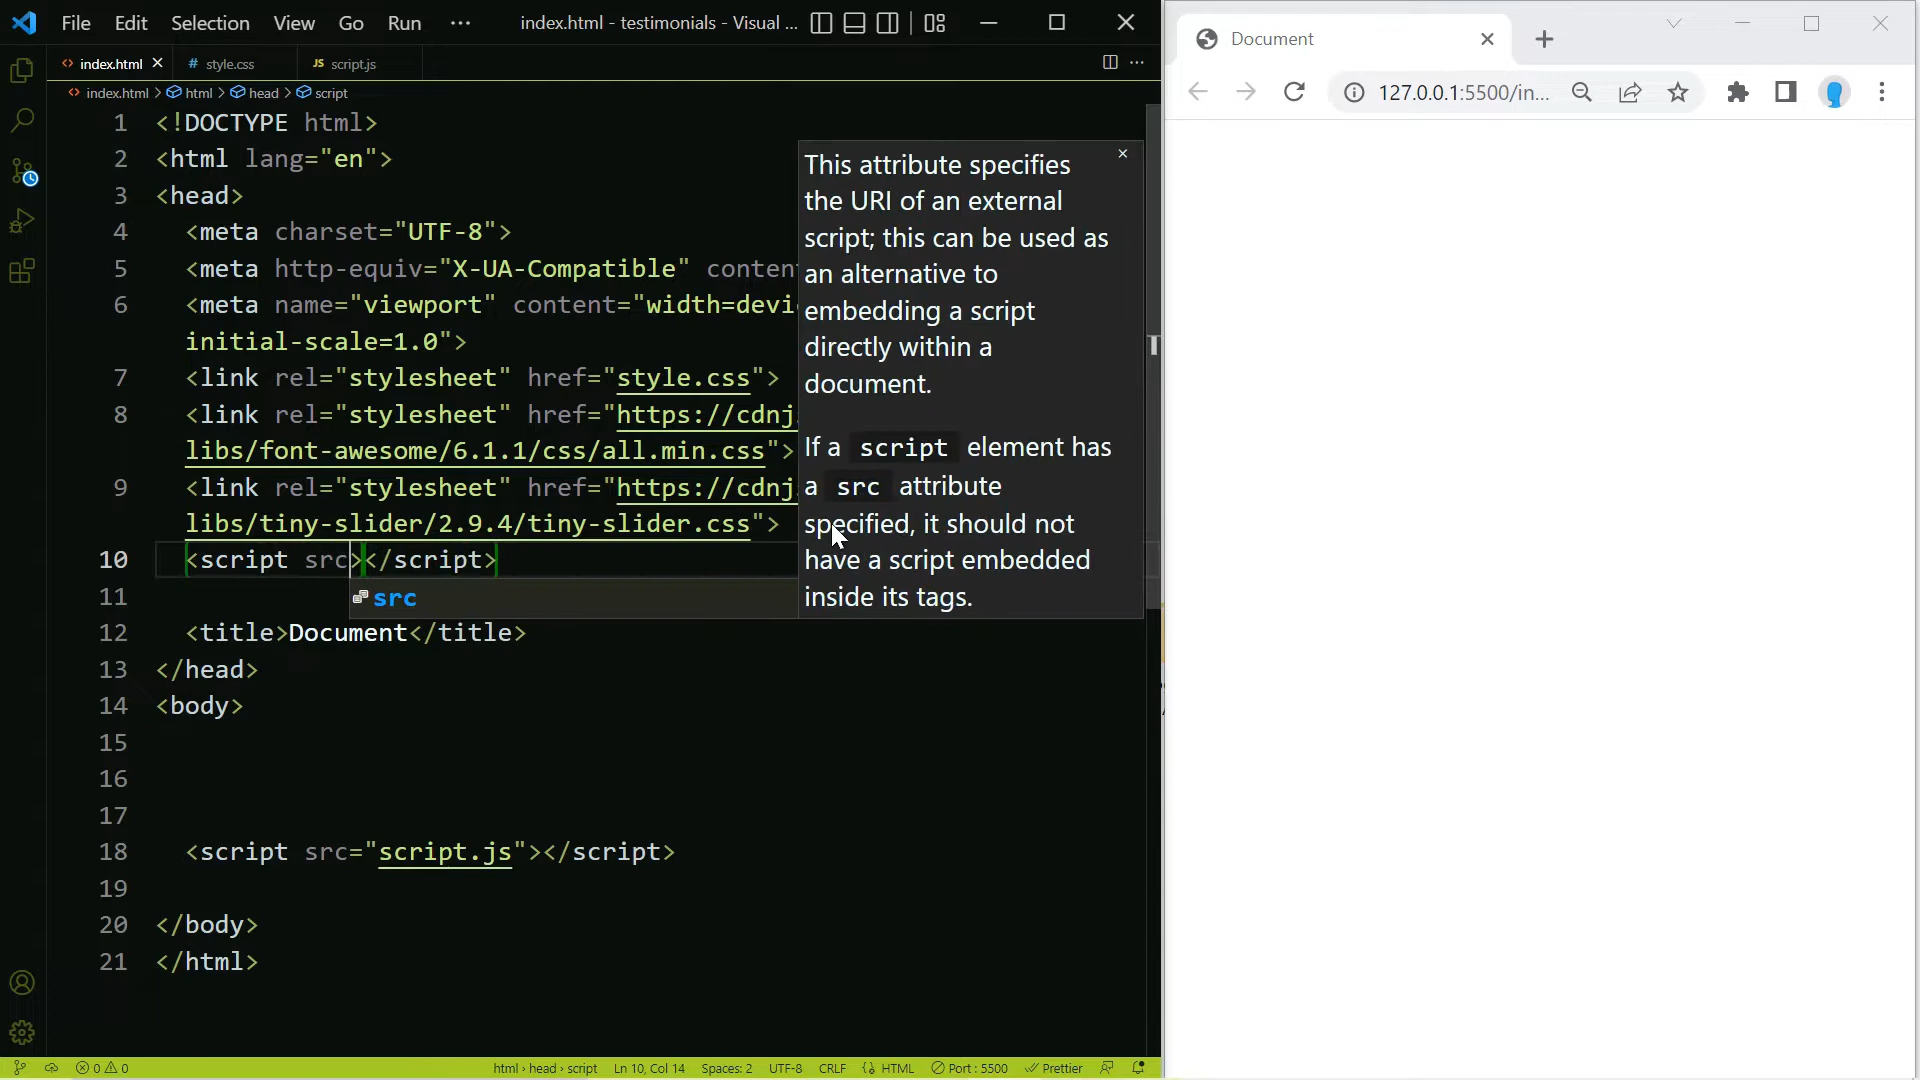 File Edit Selection View Go Run ··· index.html - testimonials - Visual ...
index.html style.css script.js
index.html > html > head > script
1 <!DOCTYPE html>
2 <html lang="en">
3 <head>
4 <meta charset="UTF-8">
5 <meta http-equiv="X-UA-Compatible" conten
6 <meta name="viewport" content="width=devi
initial-scale=1.0">
7 <link rel="stylesheet" href="style.css">
8 <link rel="stylesheet" href="https://cdnj
libs/font-awesome/6.1.1/css/all.min.css">
9 <link rel="stylesheet" href="https://cdnj
libs/tiny-slider/2.9.4/tiny-slider.css">
10 <script src></script>
11
12 <title>Document</title>
13 </head>
14 <body>
15
16
17
18 <script src="script.js"></script>
19
20 </body>
21 </html>
src
This attribute specifies
the URI of an external
script; this can be used as
an alternative to
embedding a script
directly within a
document.
If a script element has
a src attribute
specified, it should not
have a script embedded
inside its tags.
0 0 html > head > script Ln 10, Col 14 Spaces: 2 UTF-8 CRLF HTML Port : 5500 Prettier
Document
127.0.0.1:5500/in...